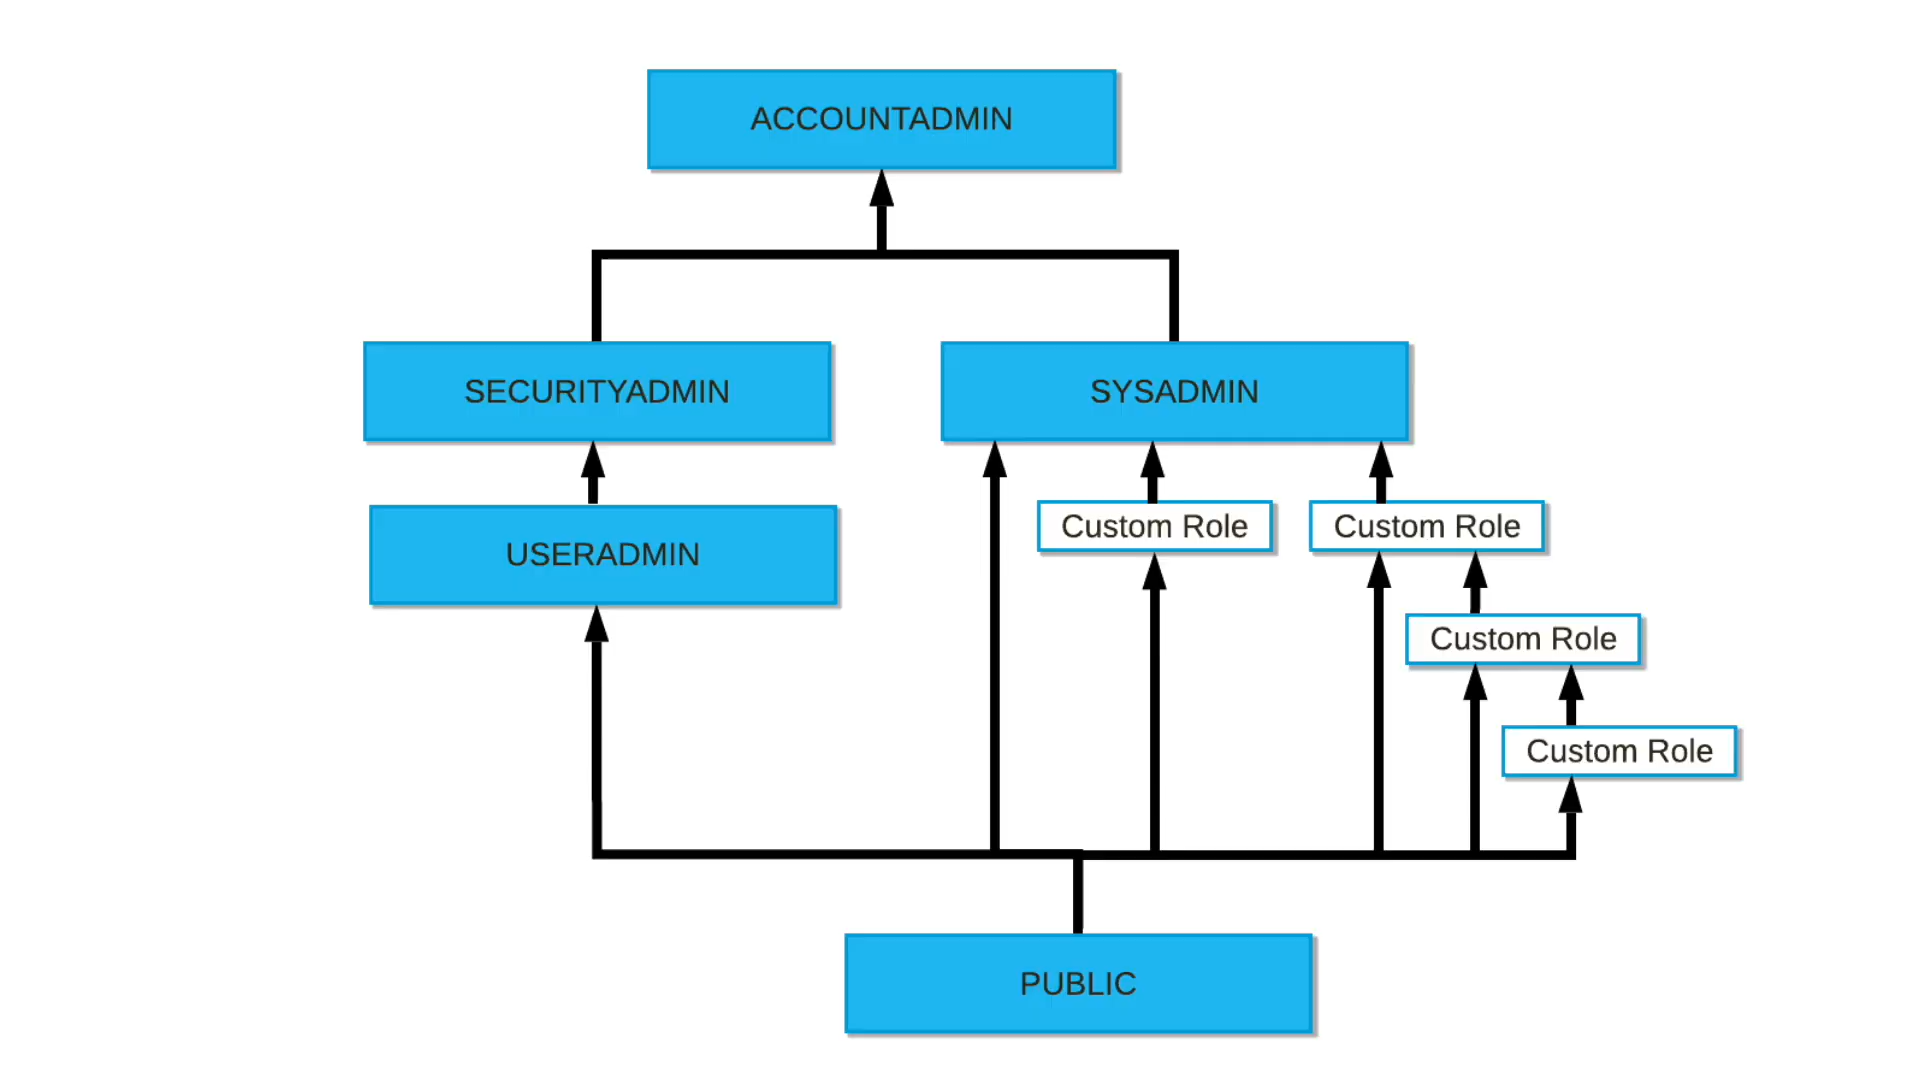 ACCOUNTADMIN
SECURITYADMIN
SYSADMIN
Custom Role
Custom Role
USERADMIN
Custom Role
Custom Role
PUBLIC